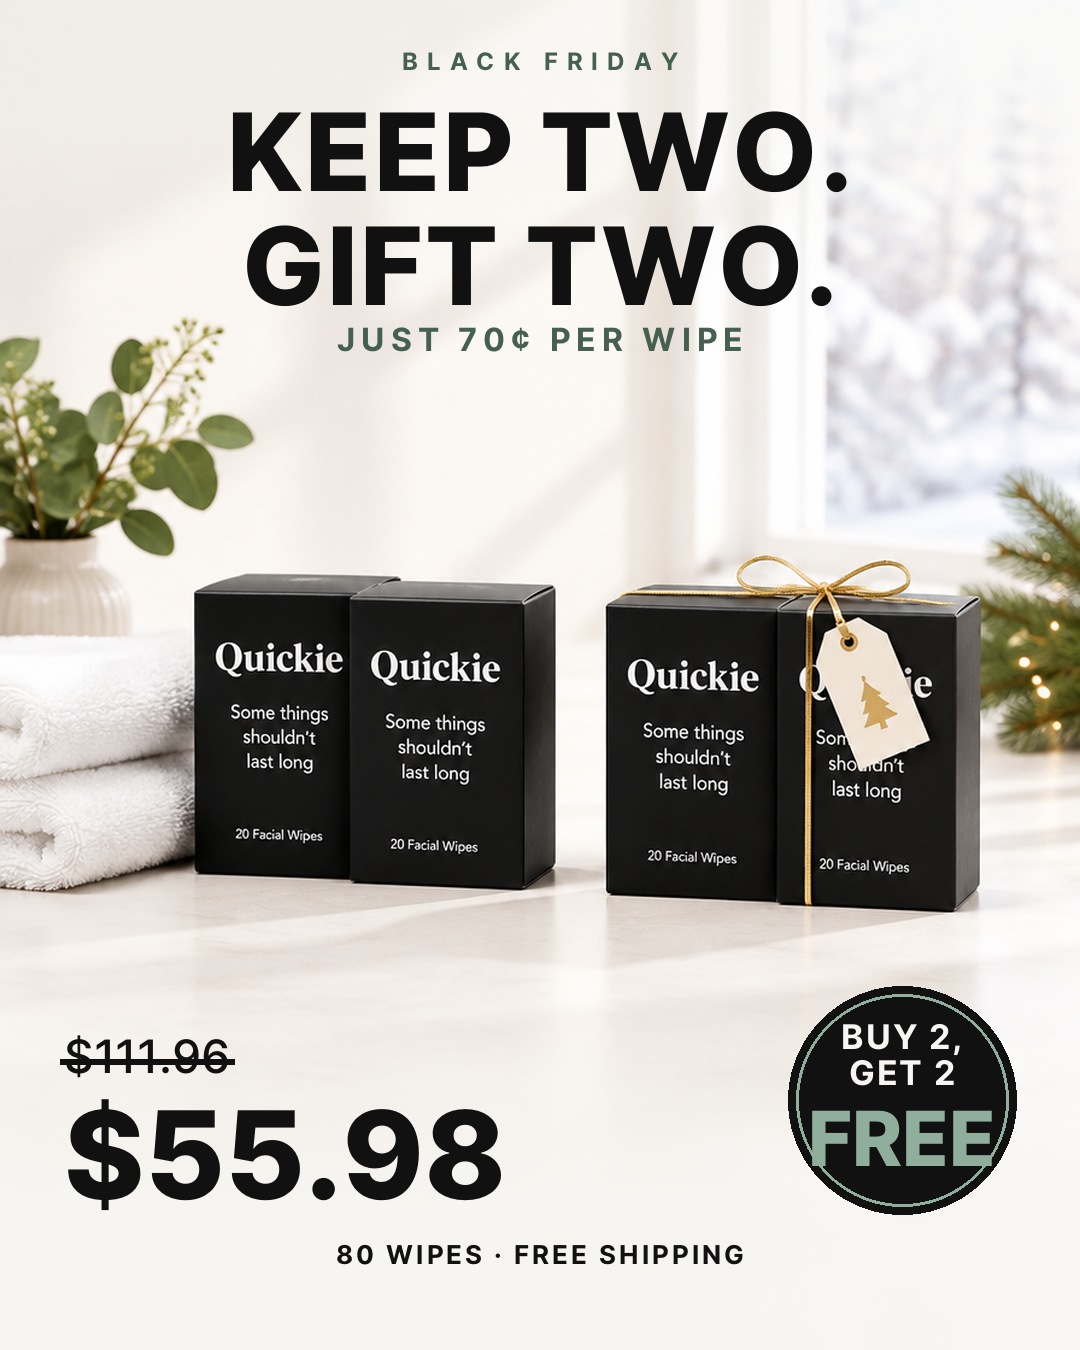 BLACK FRIDAY
KEEP TWO.
GIFT TWO.
JUST 70¢ PER WIPE
Quickie
Some things
shouldn't
last long
20 Facial Wipes
Quickie
Some things
shouldn't
last long
20 Facial Wipes
Quickie
Some things
shouldn't
last long
20 Facial Wipes
shouldn't
last long
20 Facial Wipes
$111.96
$55.98
BUY 2,
GET 2
FREE
80 WIPES · FREE SHIPPING